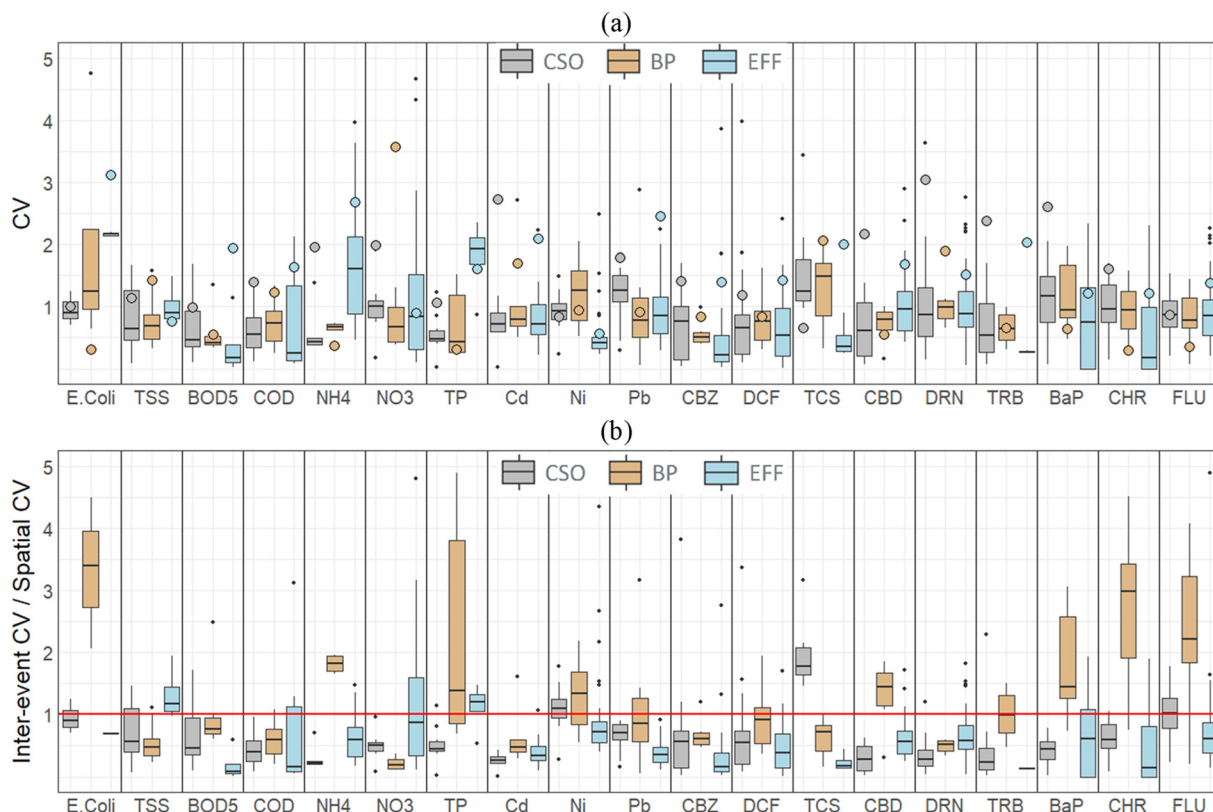 (a)
CSO BP EFF
5
4
3
2
1
CV
E.Coli TSS BOD5 COD NH4 NO3 TP Cd Ni Pb CBZ DCF TCS CBD DRN TRB BaP CHR FLU
(b)
CSO BP EFF
5
4
3
2
1
Inter-event CV / Spatial CV
E.Coli TSS BOD5 COD NH4 NO3 TP Cd Ni Pb CBZ DCF TCS CBD DRN TRB BaP CHR FLU